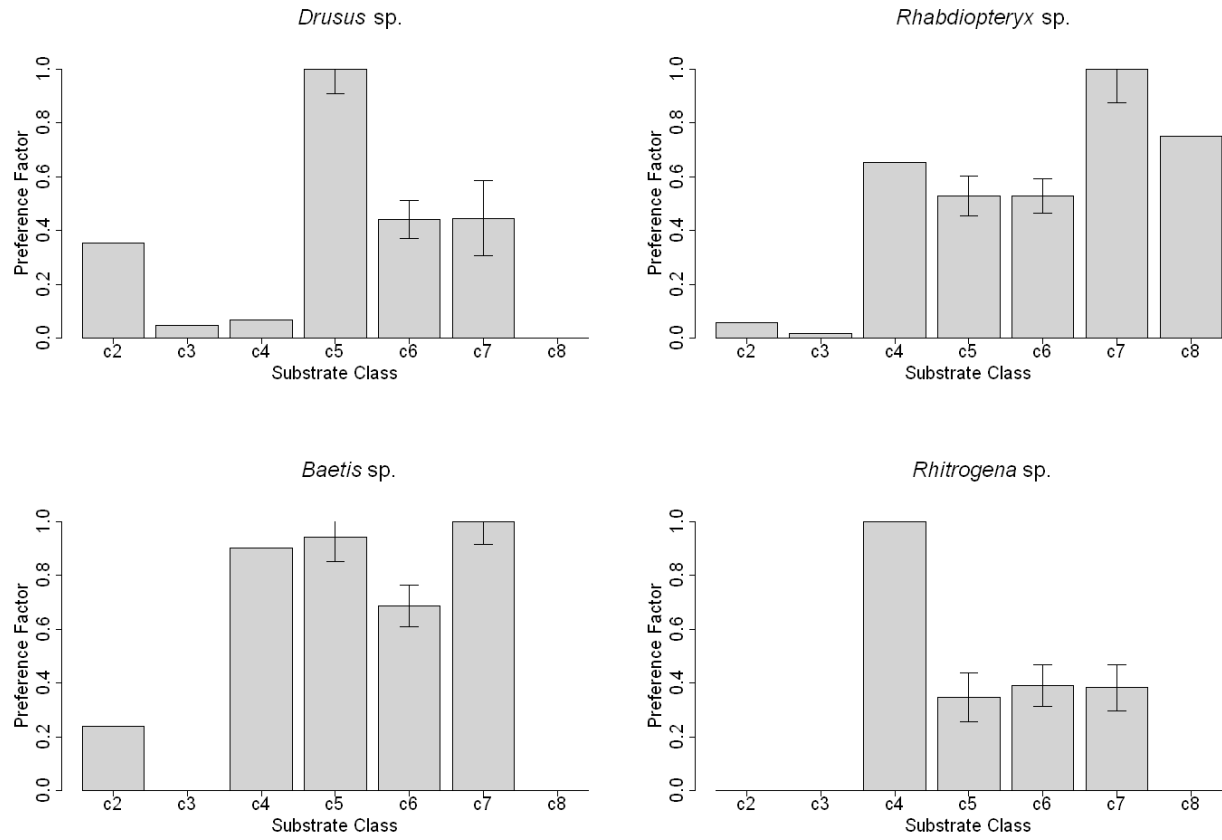 Drusus sp.
Preference Factor
1.0
0.8
0.6
0.4
0.2
0.0
c2 c3 c4 c5 c6 c7 c8
Substrate Class
Rhabdiopteryx sp.
Preference Factor
1.0
0.8
0.6
0.4
0.2
0.0
c2 c3 c4 c5 c6 c7 c8
Substrate Class
Baetis sp.
Preference Factor
1.0
0.8
0.6
0.4
0.2
0.0
c2 c3 c4 c5 c6 c7 c8
Substrate Class
Rhitrogena sp.
Preference Factor
1.0
0.8
0.6
0.4
0.2
0.0
c2 c3 c4 c5 c6 c7 c8
Substrate Class